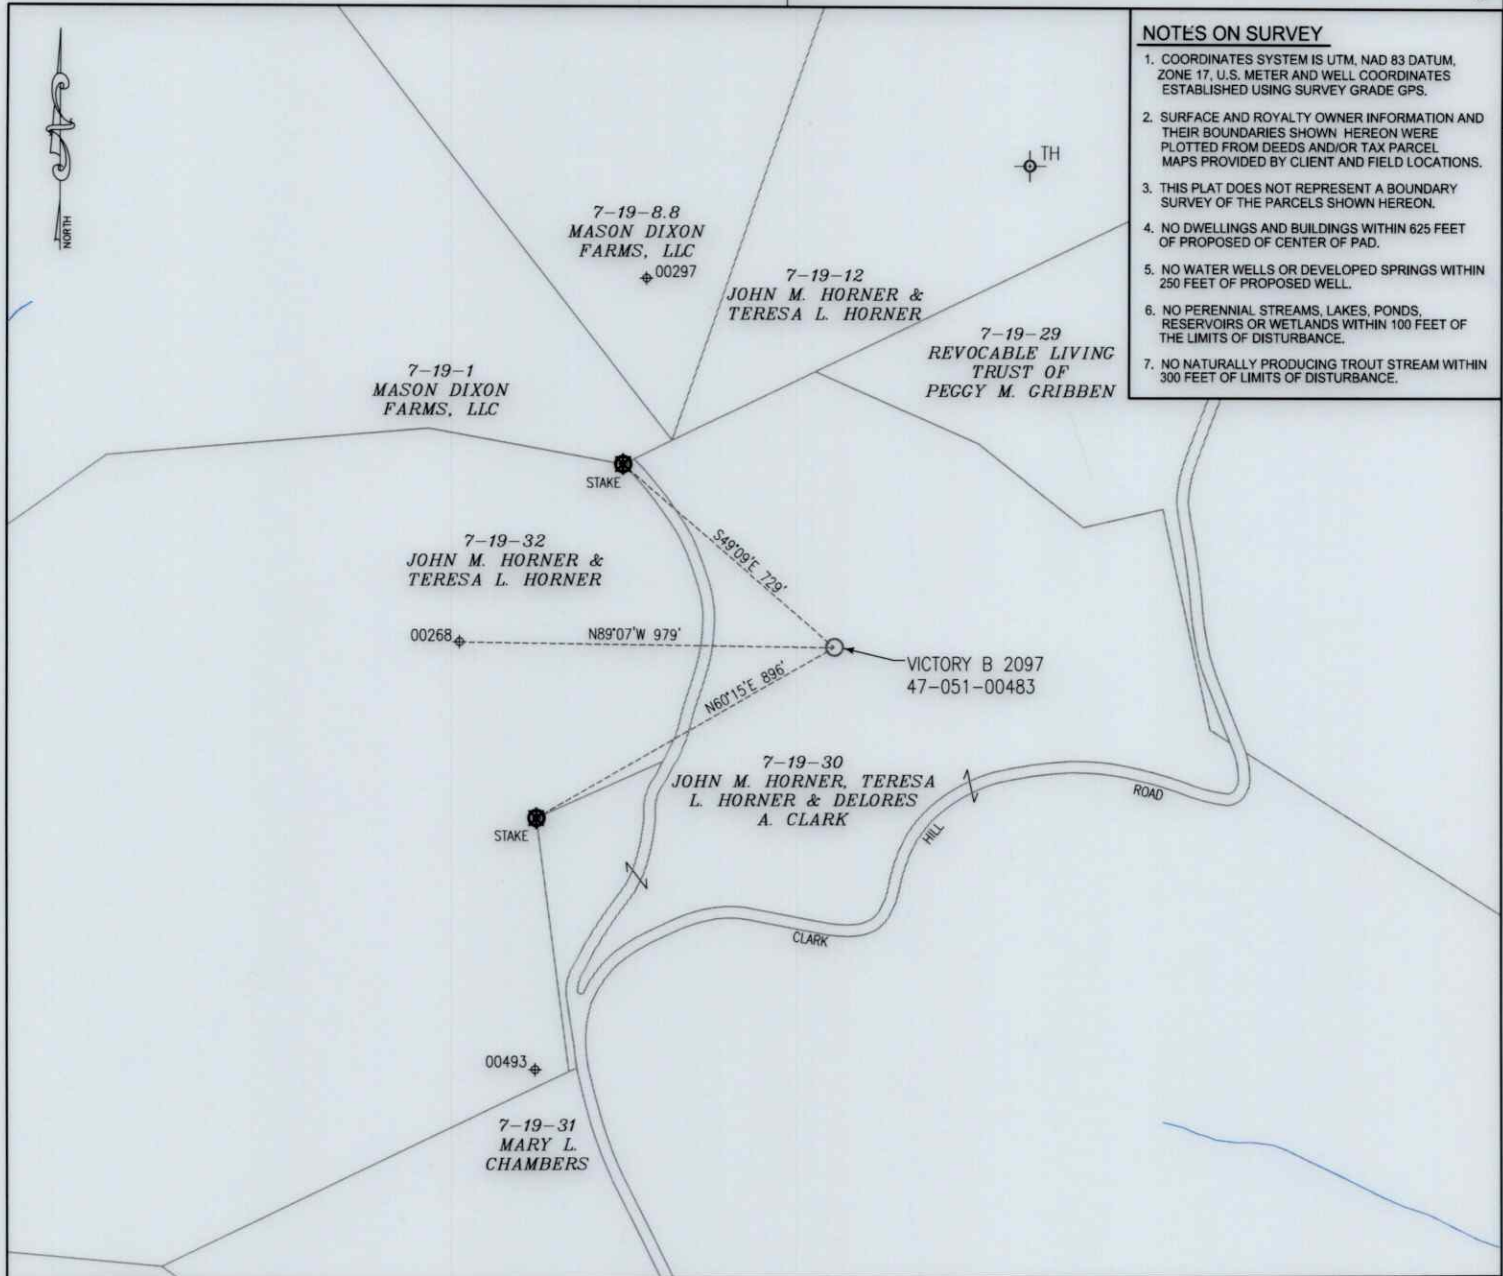 NORTH
NOTES ON SURVEY
1. COORDINATES SYSTEM IS UTM, NAD 83 DATUM,
ZONE 17, U.S. METER AND WELL COORDINATES
ESTABLISHED USING SURVEY GRADE GPS.
2. SURFACE AND ROYALTY OWNER INFORMATION AND
THEIR BOUNDARIES SHOWN HEREON WERE
PLOTTED FROM DEEDS AND/OR TAX PARCEL
MAPS PROVIDED BY CLIENT AND FIELD LOCATIONS.
3. THIS PLAT DOES NOT REPRESENT A BOUNDARY
SURVEY OF THE PARCELS SHOWN HEREON.
4. NO DWELLINGS AND BUILDINGS WITHIN 625 FEET
OF PROPOSED OF CENTER OF PAD.
5. NO WATER WELLS OR DEVELOPED SPRINGS WITHIN
250 FEET OF PROPOSED WELL.
6. NO PERENNIAL STREAMS, LAKES, PONDS,
RESERVOIRS OR WETLANDS WITHIN 100 FEET OF
THE LIMITS OF DISTURBANCE.
7. NO NATURALLY PRODUCING TROUT STREAM WITHIN
300 FEET OF LIMITS OF DISTURBANCE.
TH
7-19-8.8
MASON DIXON
FARMS, LLC
00297
7-19-12
JOHN M. HORNER &
TERESA L. HORNER
7-19-29
REVOCABLE LIVING
TRUST OF
PEGGY M. GRIBBEN
7-19-1
MASON DIXON
FARMS, LLC
STAKE
7-19-32
JOHN M. HORNER &
TERESA L. HORNER
S49°09'E 729'
00268
N89°07'W 979'
VICTORY B 2097
47-051-00483
N60°15'E 896'
7-19-30
JOHN M. HORNER, TERESA
L. HORNER & DELORES
A. CLARK
STAKE
CLARK
HILL
ROAD
00493
7-19-31
MARY L.
CHAMBERS